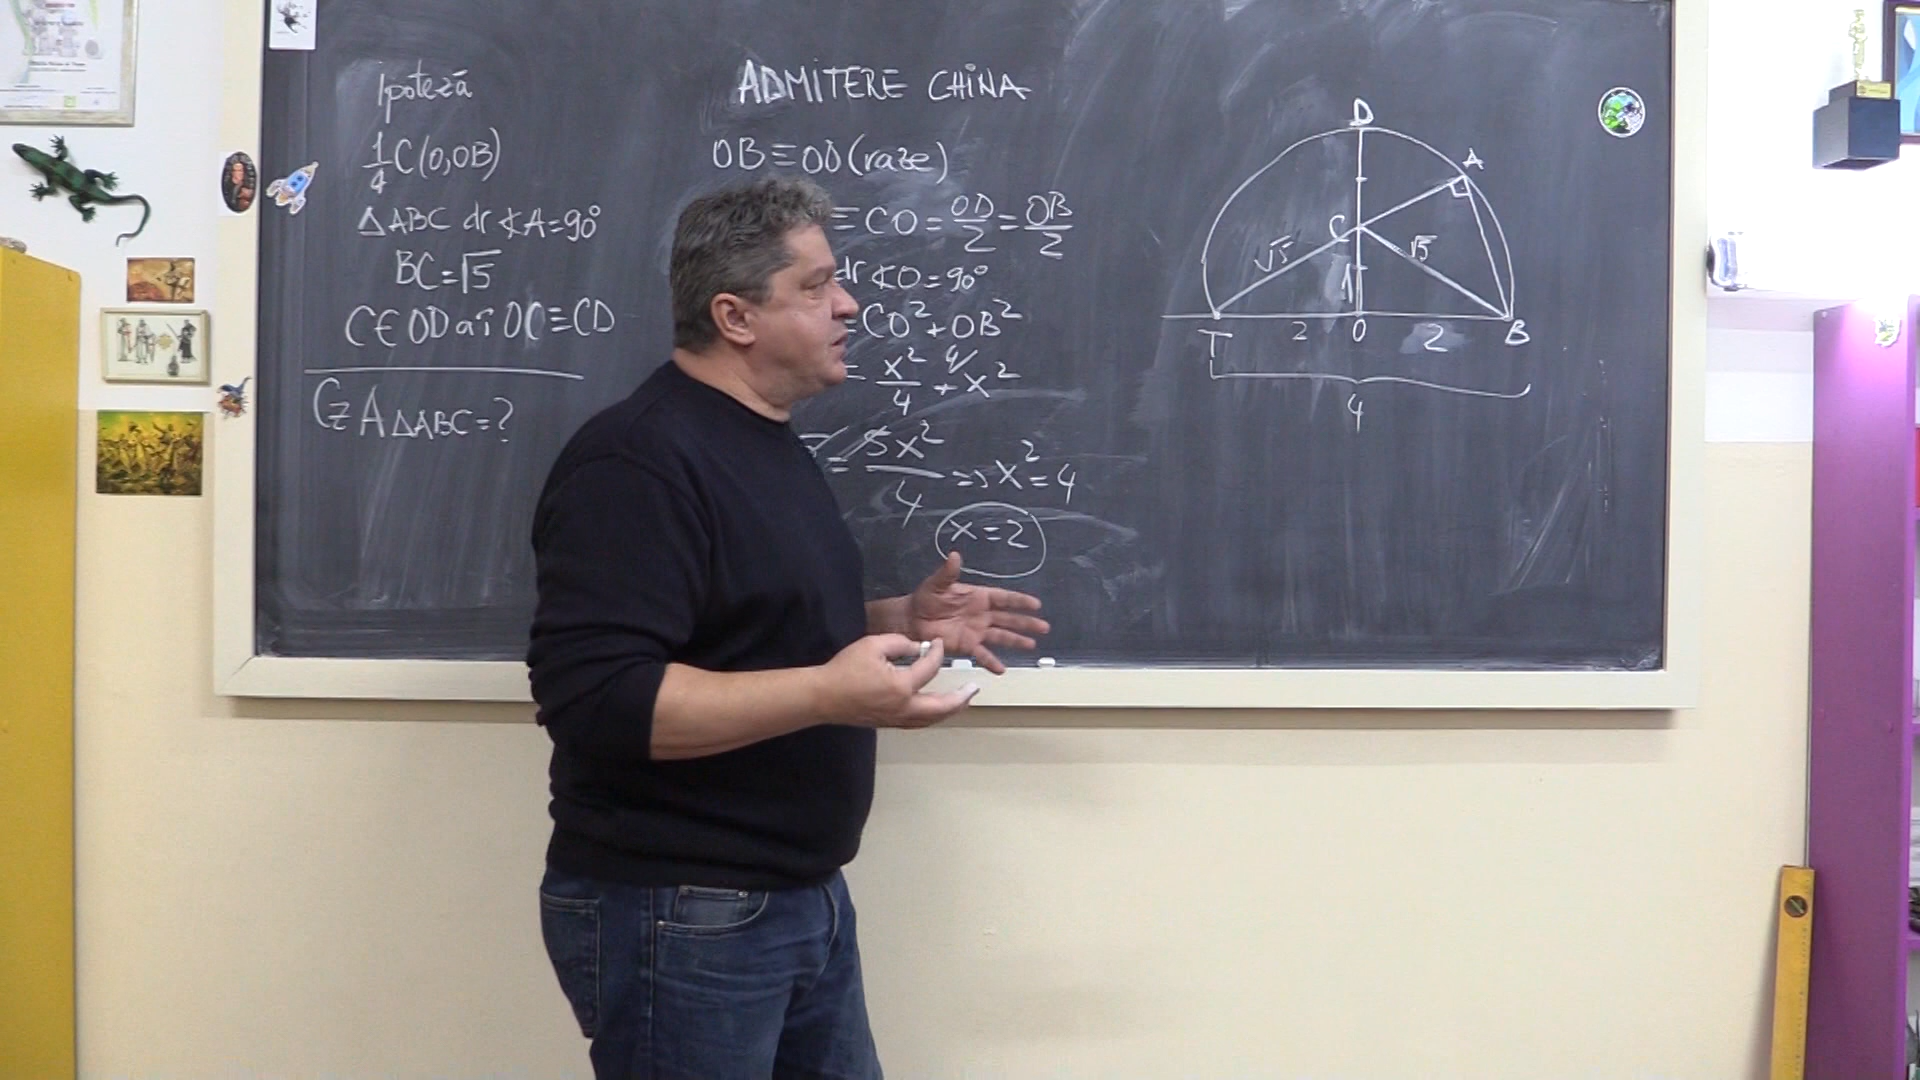 Ipoteză
1/4 C(O,OB)
ΔABC dr ∢A=90°
BC=√5
C∈OD aî OC≡CD
Cz A ΔABC=?
ADMITERE CHINA
OB≡OD (raze)
≡CO=OD/2=OB/2
dr ∢O=90°
=CO²+OB²
=x²/4+x²
=5x²/4 => x²=4
x=2
D
A
C
√5
√5
1
T
2
O
2
B
4